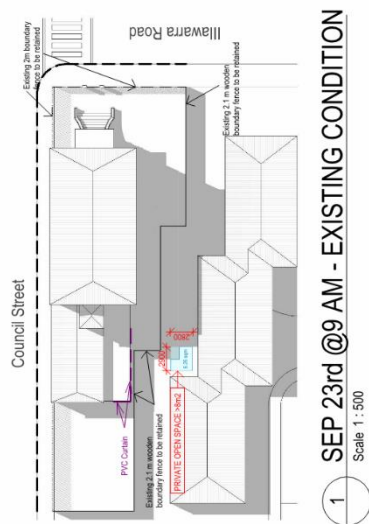 Illawarra Road
Council Street
Existing 2m boundary
fence to be retained
Existing 2.1 m wooden
boundary fence to be retained
PVC Curtain
Existing 2.1 m wooden
boundary fence to be retained
PRIVATE OPEN SPACE >8m2
2800
1 SEP 23rd @9 AM - EXISTING CONDITION
Scale 1 : 500